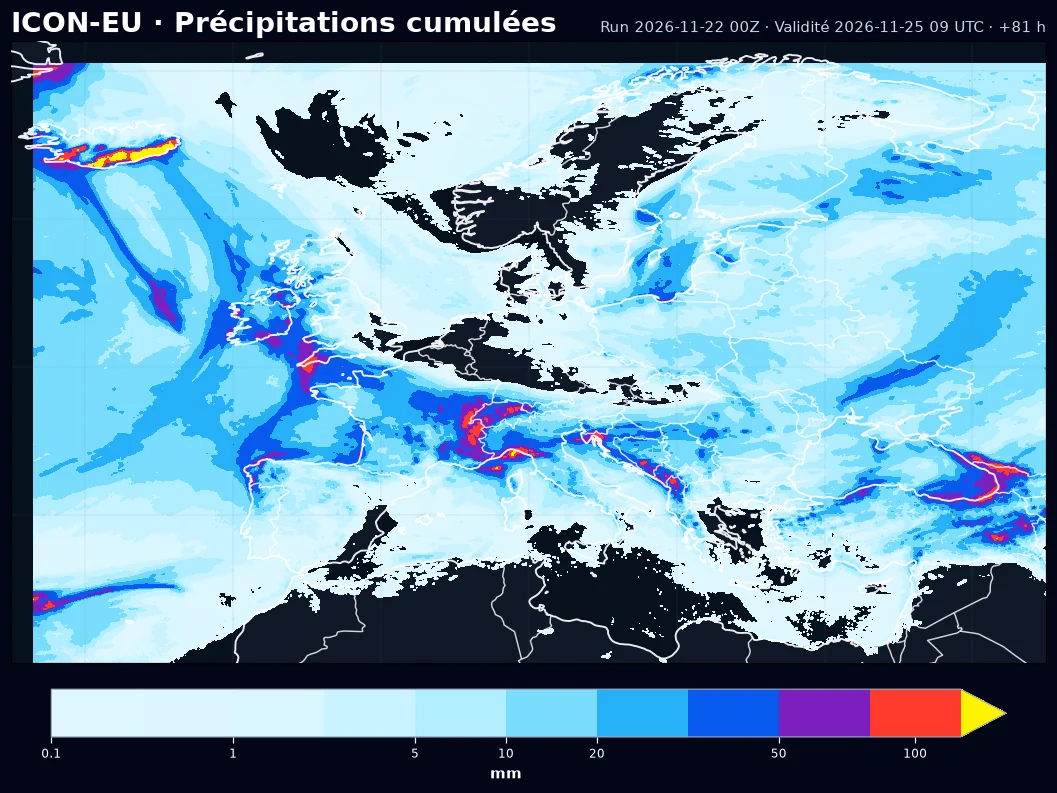 ICON-EU · Précipitations cumulées
Run 2026-11-22 00Z · Validité 2026-11-25 09 UTC · +81 h
0.1 1 5 10 20 50 100
mm